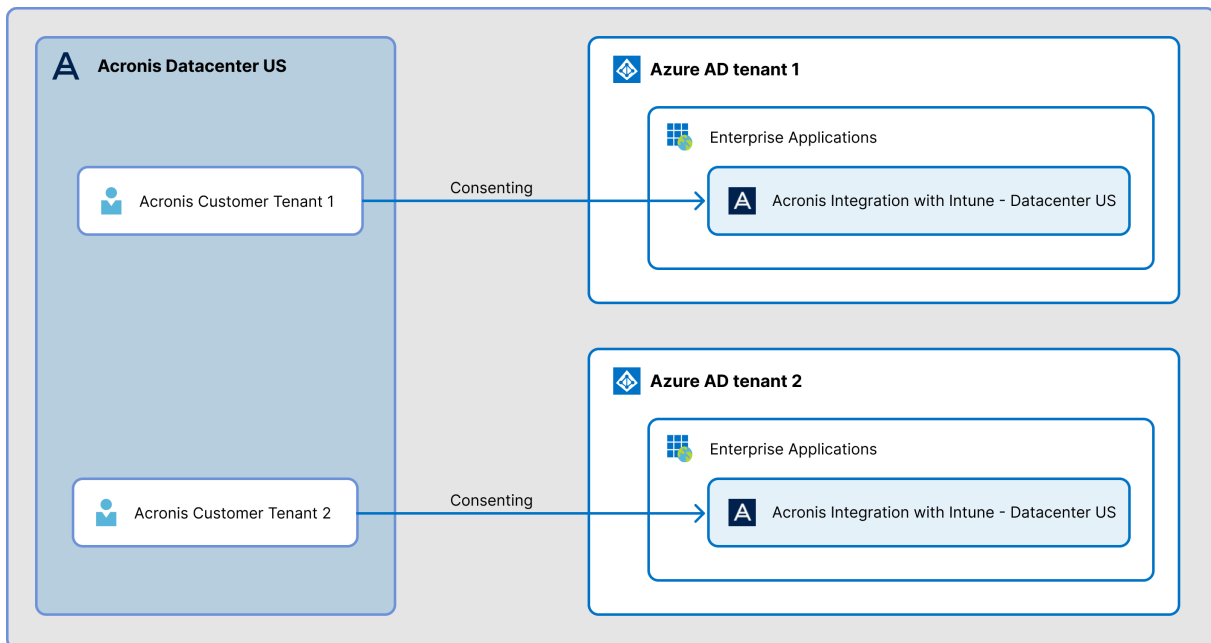 Acronis Datacenter US
Acronis Customer Tenant 1
Acronis Customer Tenant 2
Consenting
Consenting
Azure AD tenant 1
Enterprise Applications
Acronis Integration with Intune - Datacenter US
Azure AD tenant 2
Enterprise Applications
Acronis Integration with Intune - Datacenter US